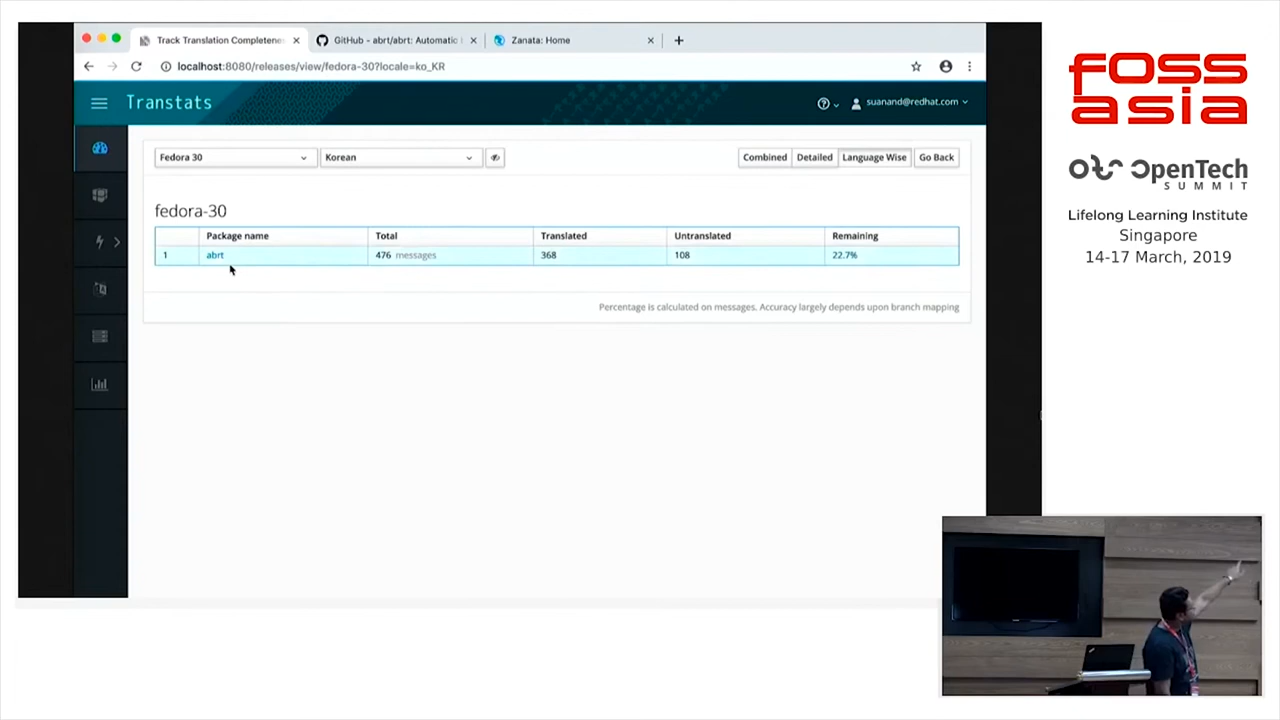 Track Translation Completenes
GitHub - abrt/abrt: Automatic
Zanata: Home
localhost:8080/releases/view/fedora-30?locale=ko_KR
Transtats
suanand@redhat.com
Fedora 30
Korean
Combined
Detailed
Language Wise
Go Back
fedora-30
Package name Total Translated Untranslated Remaining
1 abrt 476 messages 368 108 22.7%
Percentage is calculated on messages. Accuracy largely depends upon branch mapping
FOSS
asia
OpenTech
SUMMIT
Lifelong Learning Institute
Singapore
14-17 March, 2019